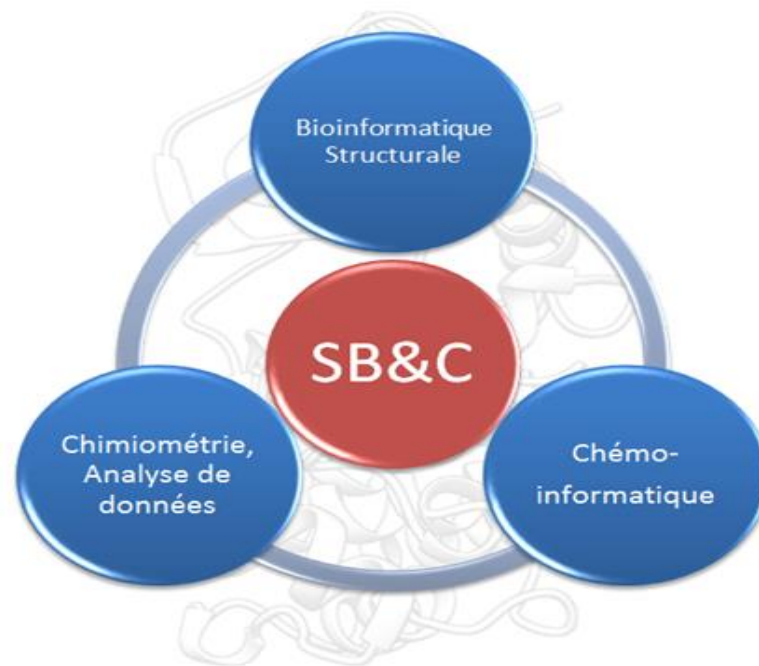 Bioinformatique
Structurale
SB&C
Chimiométrie,
Analyse de
données
Chémo-
informatique